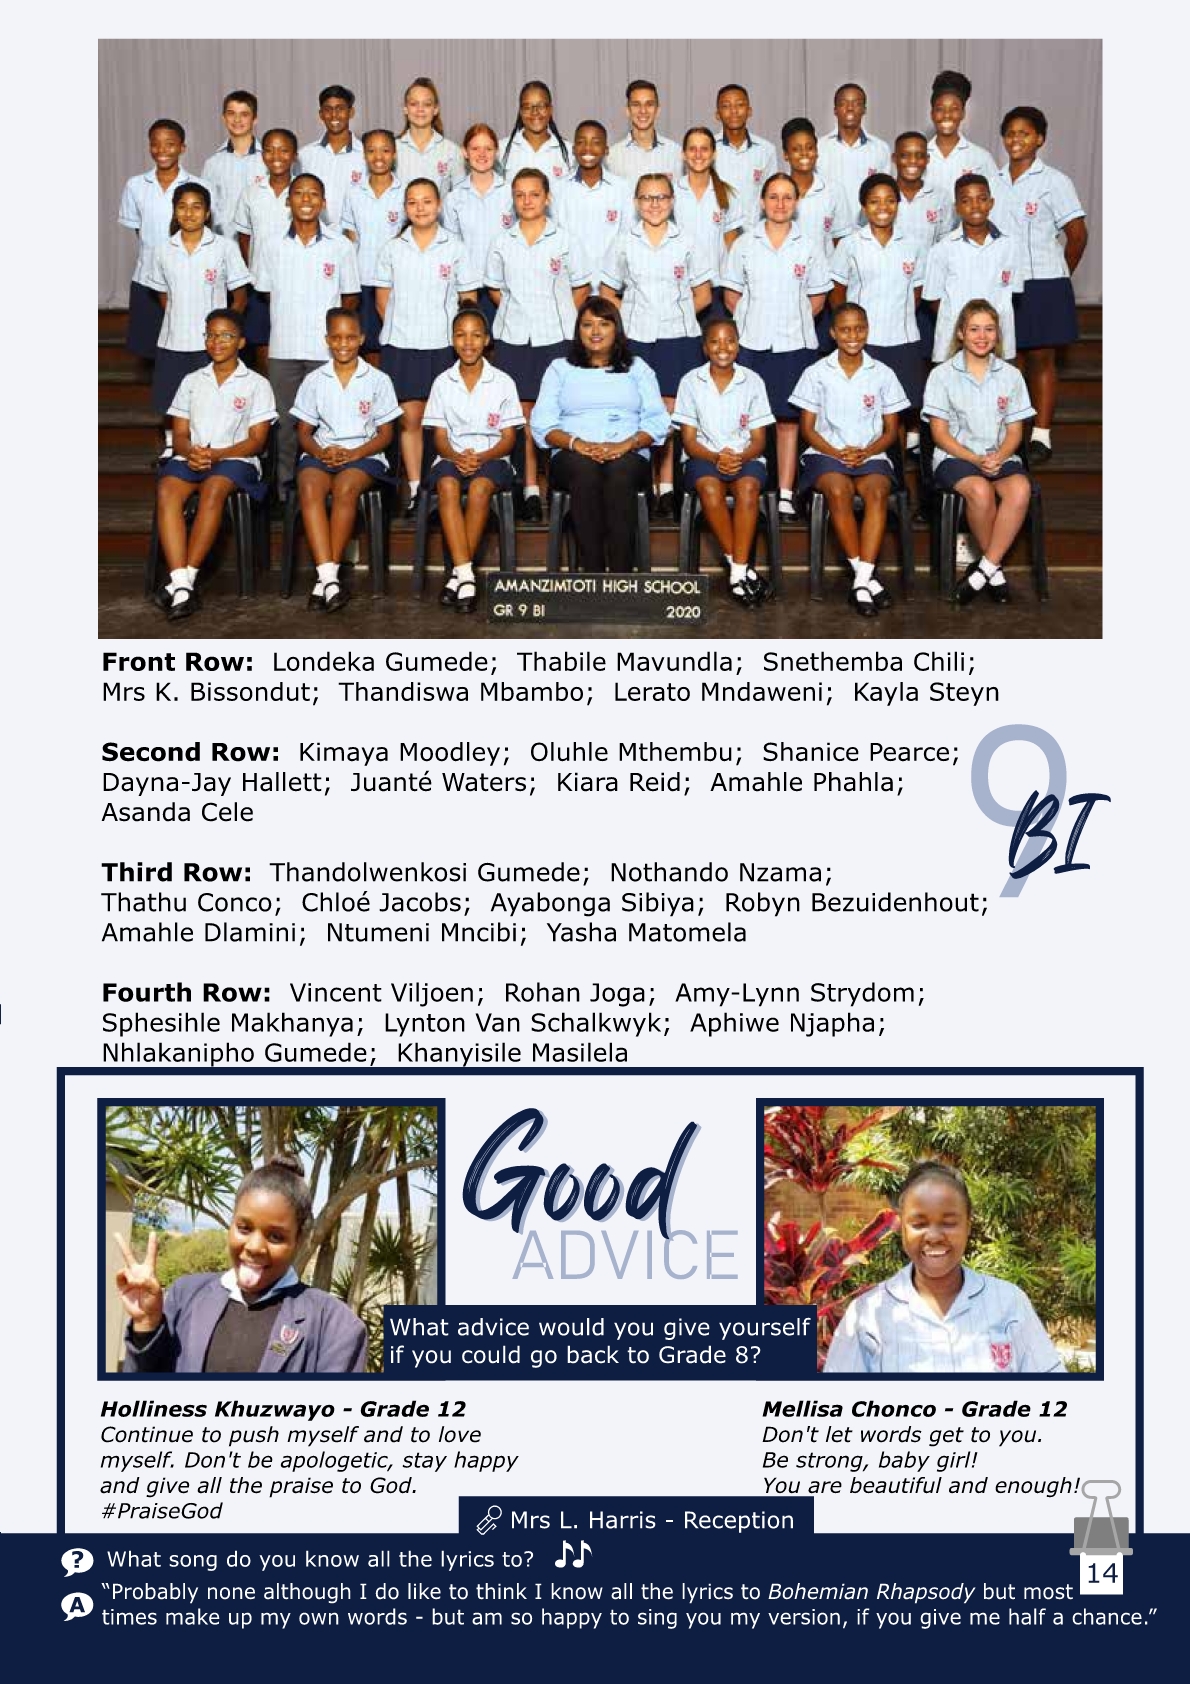 AMANZIMTOTI HIGH SCHOOL
GR 9 BI 2020
Front Row: Londeka Gumede; Thabile Mavundla; Snethemba Chili;
Mrs K. Bissondut; Thandiswa Mbambo; Lerato Mndaweni; Kayla Steyn
Second Row: Kimaya Moodley; Oluhle Mthembu; Shanice Pearce;
Dayna-Jay Hallett; Juanté Waters; Kiara Reid; Amahle Phahla;
Asanda Cele
9
BI
Third Row: Thandolwenkosi Gumede; Nothando Nzama;
Thathu Conco; Chloé Jacobs; Ayabonga Sibiya; Robyn Bezuidenhout;
Amahle Dlamini; Ntumeni Mncibi; Yasha Matomela
Fourth Row: Vincent Viljoen; Rohan Joga; Amy-Lynn Strydom;
Sphesihle Makhanya; Lynton Van Schalkwyk; Aphiwe Njapha;
Nhlakanipho Gumede; Khanyisile Masilela
Good
ADVICE
What advice would you give yourself
if you could go back to Grade 8?
Holliness Khuzwayo - Grade 12
Continue to push myself and to love
myself. Don't be apologetic, stay happy
and give all the praise to God.
#PraiseGod
Mellisa Chonco - Grade 12
Don't let words get to you.
Be strong, baby girl!
You are beautiful and enough!
Mrs L. Harris - Reception
? What song do you know all the lyrics to?
A “Probably none although I do like to think I know all the lyrics to Bohemian Rhapsody but most
times make up my own words - but am so happy to sing you my version, if you give me half a chance.”
14